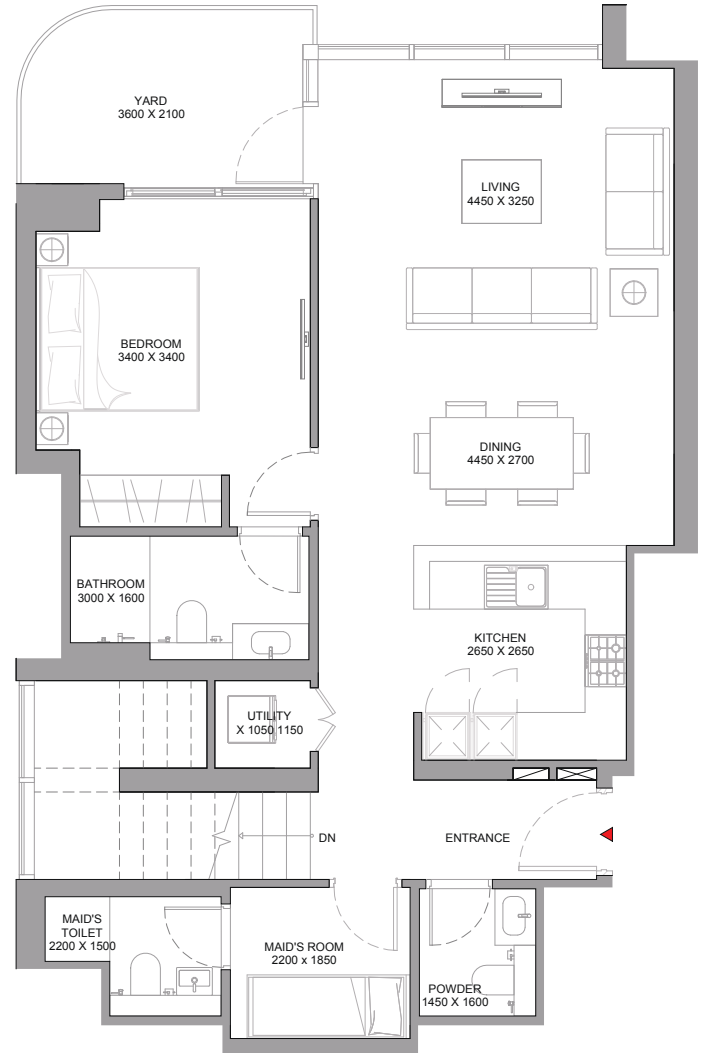 YARD
3600 X 2100
LIVING
4450 X 3250
BEDROOM
3400 X 3400
DINING
4450 X 2700
BATHROOM
3000 X 1600
KITCHEN
2650 X 2650
UTILITY
X 1050 1150
DN
ENTRANCE
MAID'S
TOILET
2200 X 1500
MAID'S ROOM
2200 x 1850
POWDER
1450 X 1600